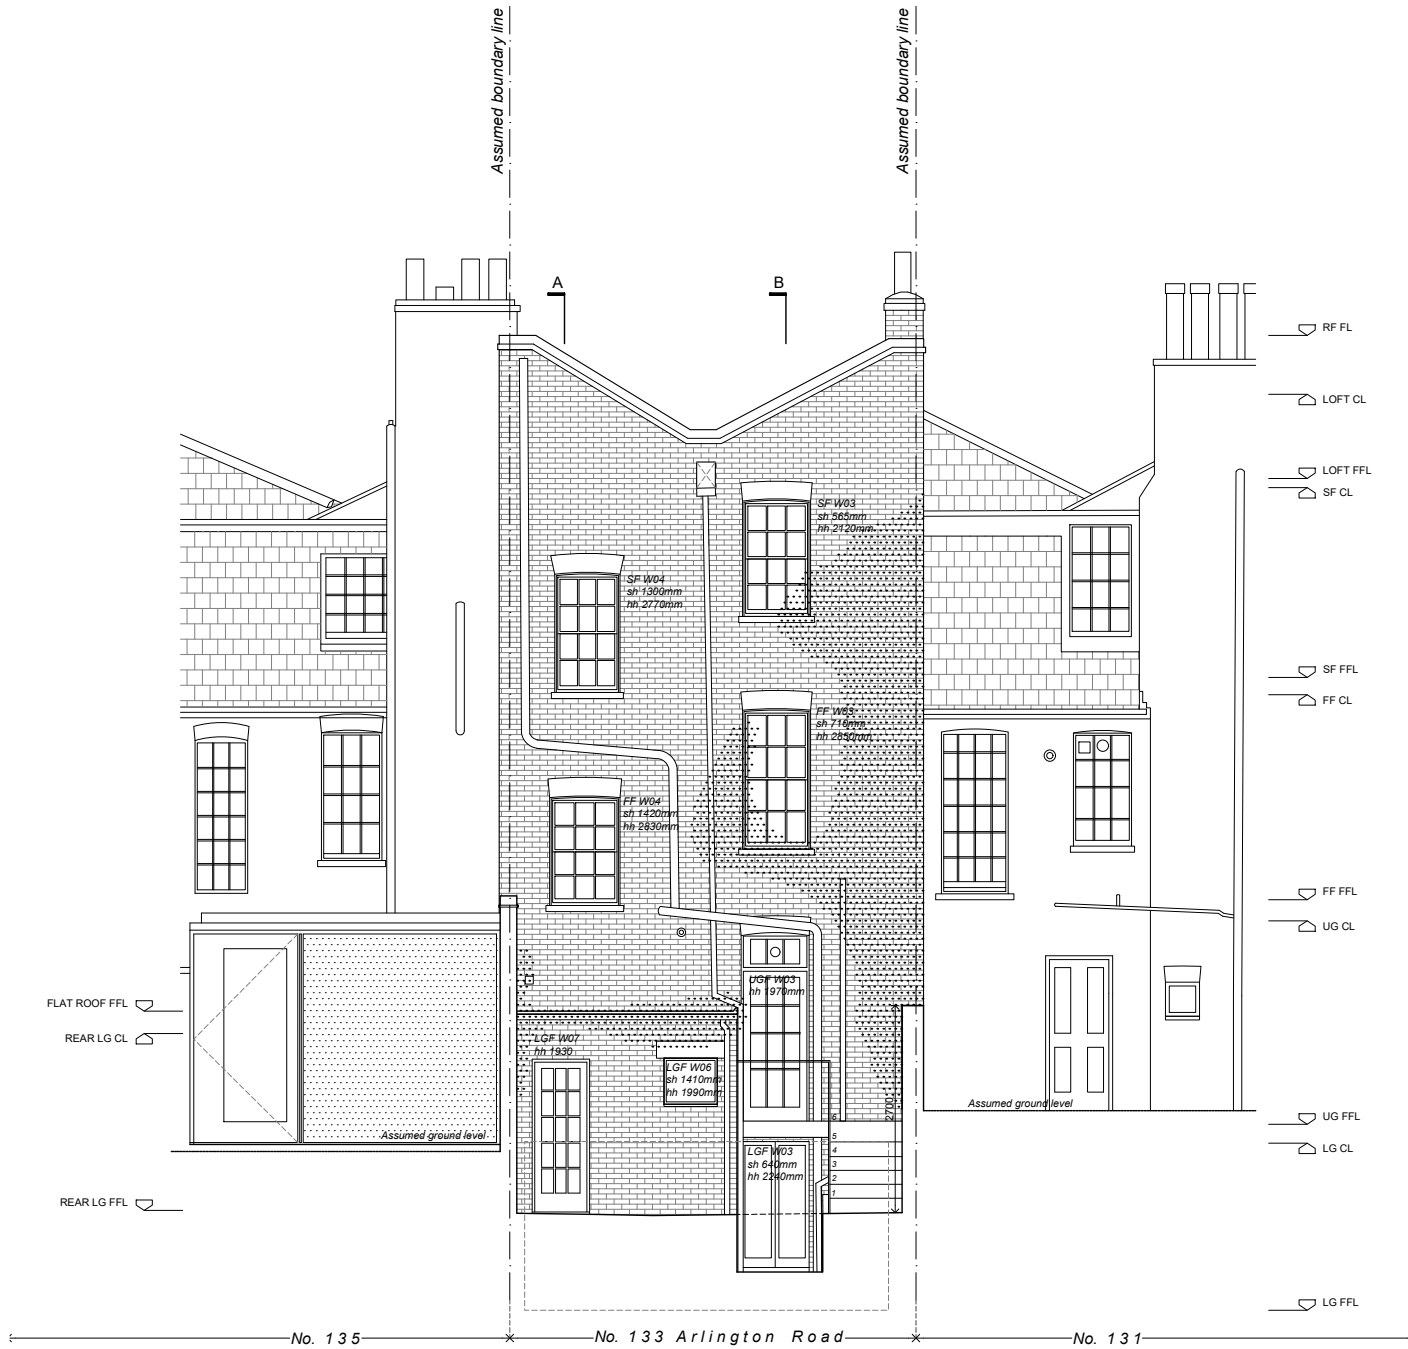 Assumed boundary line
Assumed boundary line
A
B
RF FL
LOFT CL
LOFT FFL
SF CL
SF W03
sh 565mm
hh 2120mm
SF W04
sh 1300mm
hh 2770mm
SF FFL
FF CL
FF W03
sh 710mm
hh 2850mm
FF W04
sh 1420mm
hh 2830mm
FF FFL
UG CL
UGF W03
hh 1970mm
FLAT ROOF FFL
REAR LG CL
LGF W07
hh 1930
LGF W06
sh 1410mm
hh 1990mm
2700
Assumed ground level
Assumed ground level
UG FFL
LG CL
6
5
4
3
2
1
LGF W03
sh 640mm
hh 2240mm
REAR LG FFL
LG FFL
No. 135
No. 133 Arlington Road
No. 131